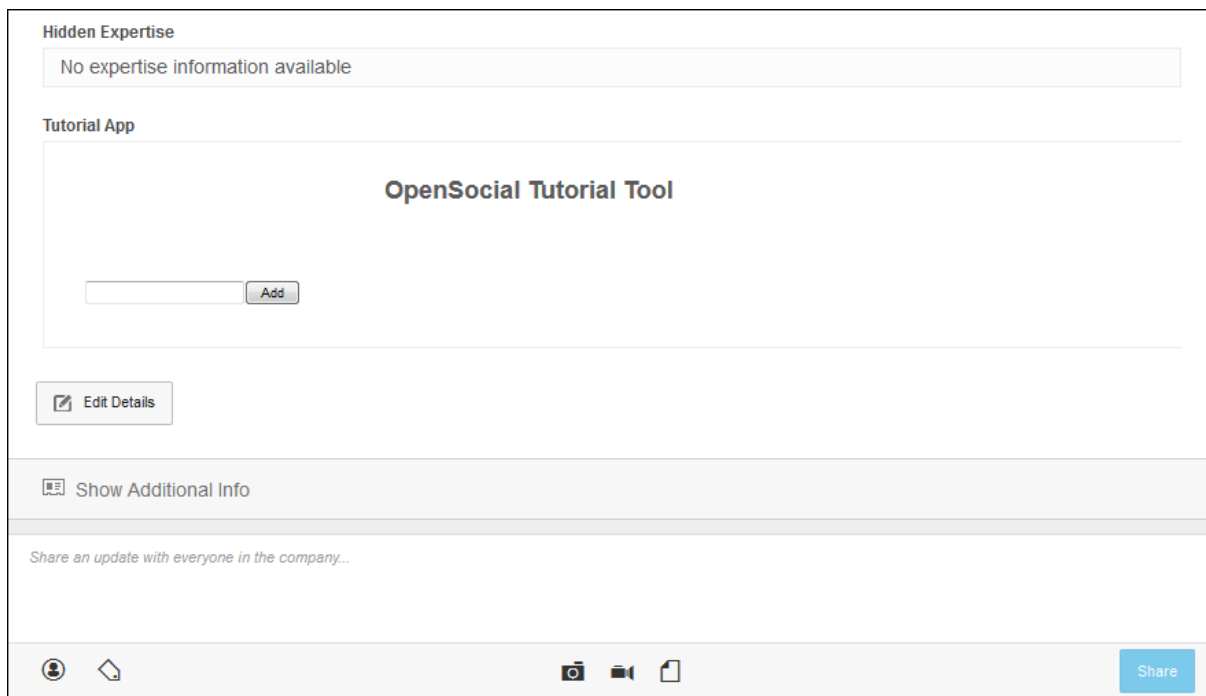 Hidden Expertise
No expertise information available
Tutorial App
OpenSocial Tutorial Tool
Add
Edit Details
Show Additional Info
Share an update with everyone in the company...
Share